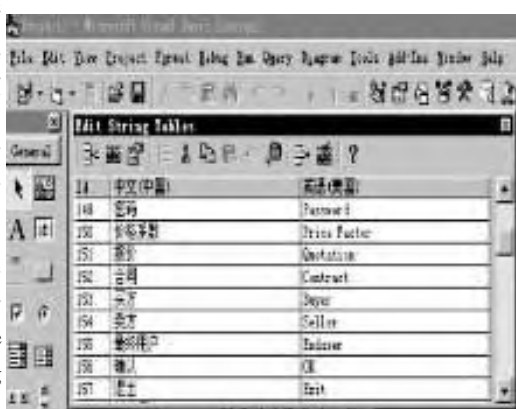 File Edit View Project Format Debug Run Query Diagram Tools Add-Ins Window Help
Edit String Tables
General
Id 中文(中国) 英语(美国)
148 密码 Password
150 价格系数 Price Factor
151 报价 Quotation
152 合同 Contract
153 买方 Buyer
154 卖方 Seller
155 最终用户 Enduser
156 确认 OK
157 退出 Exit